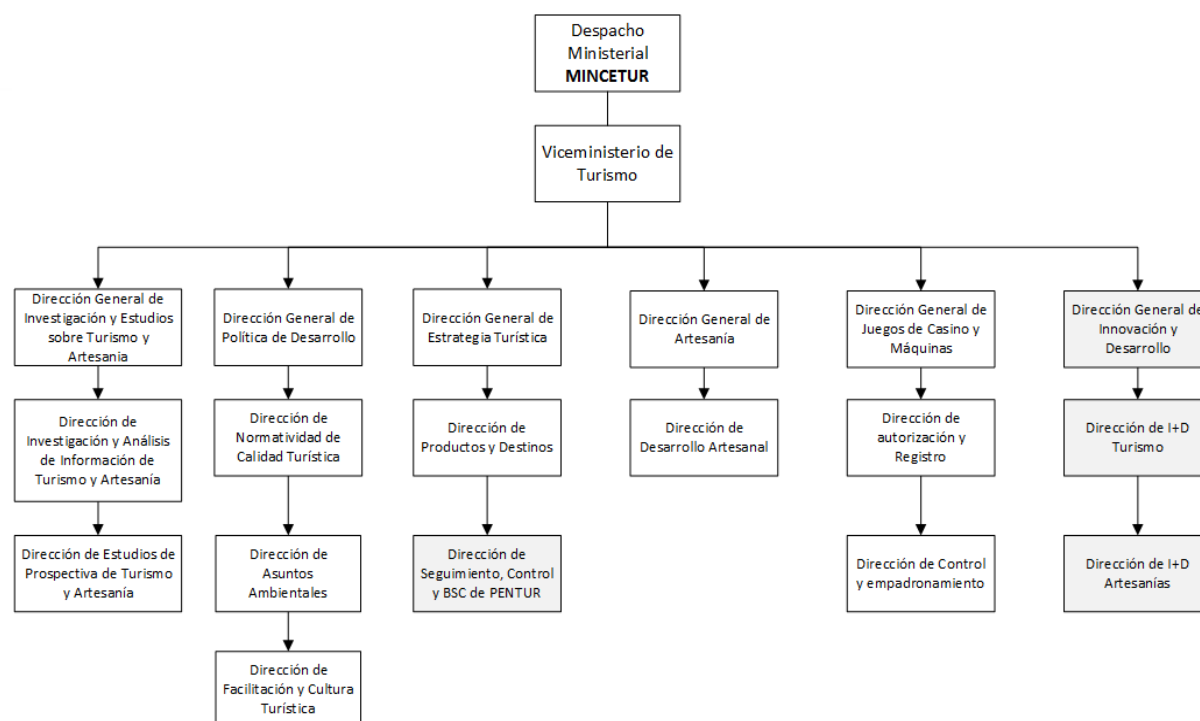 Despacho
Ministerial
MINCETUR
Viceministerio de
Turismo
Dirección General de
Investigación y Estudios
sobre Turismo y
Artesania
Dirección General de
Política de Desarrollo
Dirección General de
Estrategia Turística
Dirección General de
Artesanía
Dirección General de
Juegos de Casino y
Máquinas
Dirección General de
Innovación y
Desarrollo
Dirección de
Investigación y Análisis
de Información de
Turismo y Artesanía
Dirección de
Normatividad de
Calidad Turística
Dirección de
Productos y Destinos
Dirección de
Desarrollo Artesanal
Dirección de
autorización y
Registro
Dirección de I+D
Turismo
Dirección de Estudios de
Prospectiva de Turismo
y Artesanía
Dirección de
Asuntos
Ambientales
Dirección de
Seguimiento, Control
y BSC de PENTUR
Dirección de Control
y empadronamiento
Dirección de I+D
Artesanías
Dirección de
Facilitación y Cultura
Turística